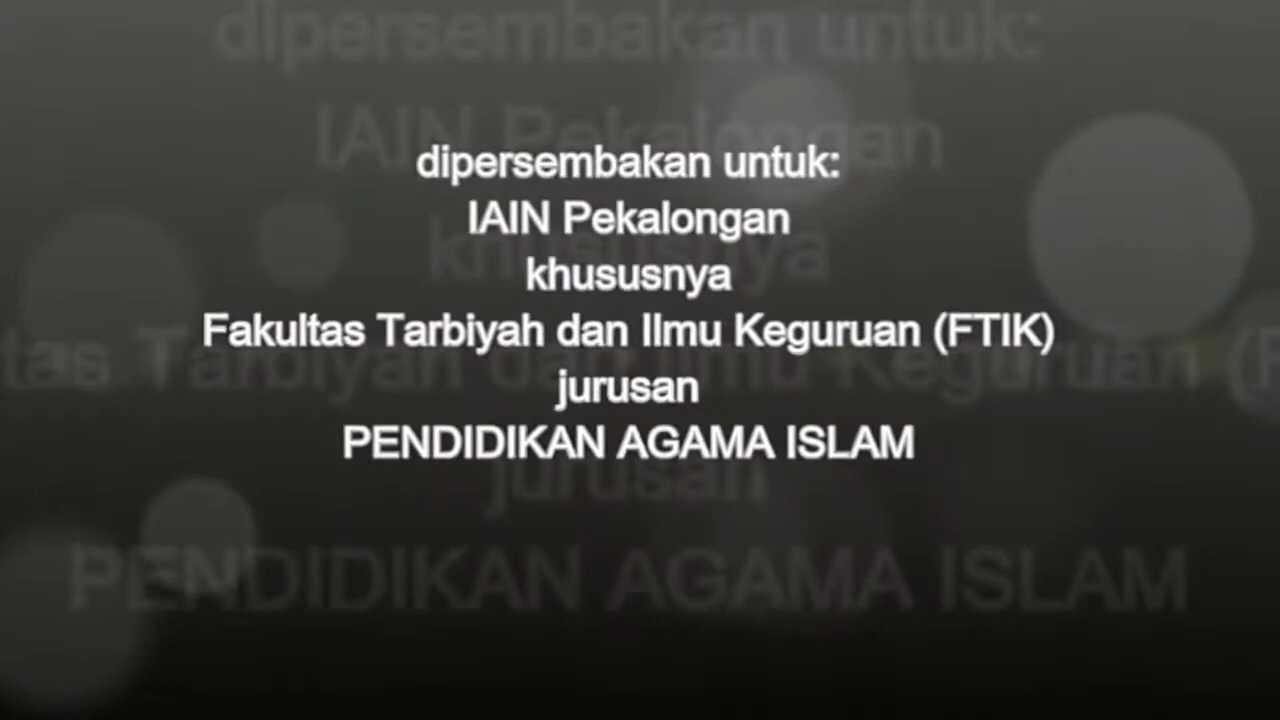 dipersembakan untuk:
IAIN Pekalongan
khususnya
Fakultas Tarbiyah dan Ilmu Keguruan (FTIK)
jurusan
PENDIDIKAN AGAMA ISLAM